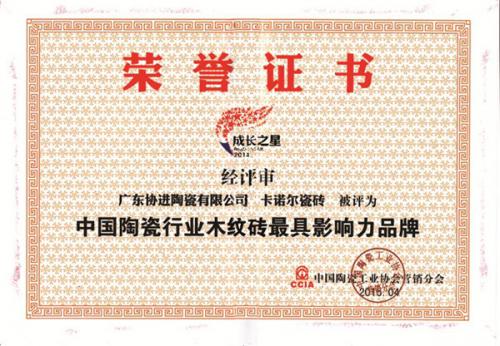 荣誉证书
成长之星
2014
经评审
广东协进陶瓷有限公司 卡诺尔瓷砖 被评为
中国陶瓷行业木纹砖最具影响力品牌
CCIA
中国陶瓷工业协会营销分会
2015.04